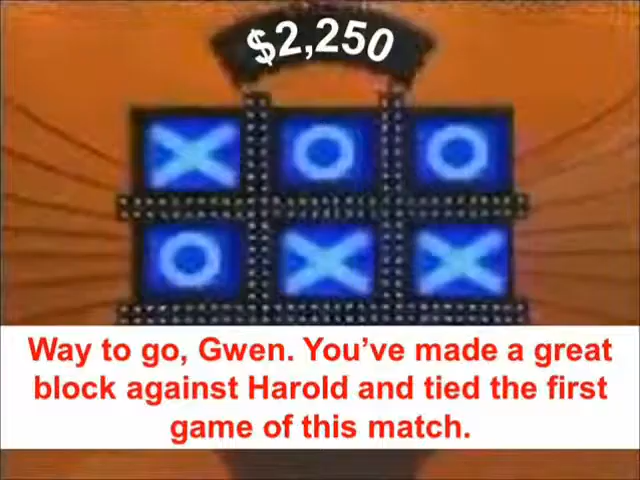 $2,250
X O O
O X X
Way to go, Gwen. You’ve made a great
block against Harold and tied the first
game of this match.